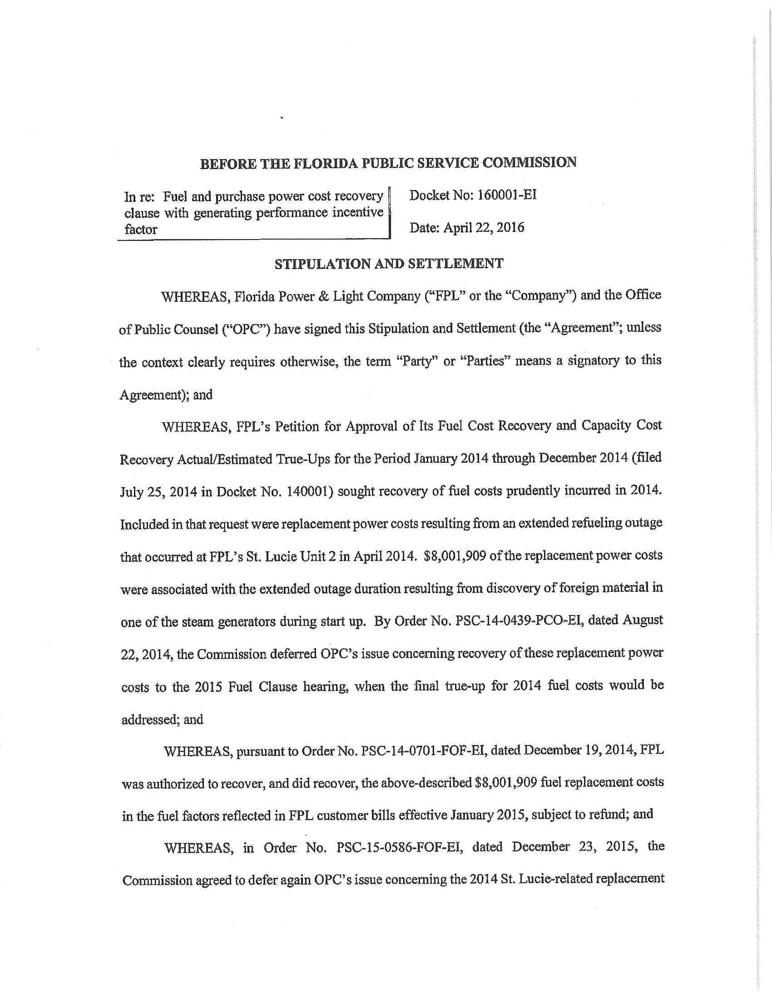 BEFORE THE FLORIDA PUBLIC SERVICE COMMISSION
In re: Fuel and purchase power cost recovery
clause with generating performance incentive
factor
Docket No: 160001-EI
Date: April 22, 2016
STIPULATION AND SETTLEMENT
WHEREAS, Florida Power & Light Company (“FPL” or the “Company”) and the Office
of Public Counsel (“OPC”) have signed this Stipulation and Settlement (the “Agreement”; unless
the context clearly requires otherwise, the term “Party” or “Parties” means a signatory to this
Agreement); and
WHEREAS, FPL’s Petition for Approval of Its Fuel Cost Recovery and Capacity Cost
Recovery Actual/Estimated True-Ups for the Period January 2014 through December 2014 (filed
July 25, 2014 in Docket No. 140001) sought recovery of fuel costs prudently incurred in 2014.
Included in that request were replacement power costs resulting from an extended refueling outage
that occurred at FPL’s St. Lucie Unit 2 in April 2014. $8,001,909 of the replacement power costs
were associated with the extended outage duration resulting from discovery of foreign material in
one of the steam generators during start up. By Order No. PSC-14-0439-PCO-EI, dated August
22, 2014, the Commission deferred OPC’s issue concerning recovery of these replacement power
costs to the 2015 Fuel Clause hearing, when the final true-up for 2014 fuel costs would be
addressed; and
WHEREAS, pursuant to Order No. PSC-14-0701-FOF-EI, dated December 19, 2014, FPL
was authorized to recover, and did recover, the above-described $8,001,909 fuel replacement costs
in the fuel factors reflected in FPL customer bills effective January 2015, subject to refund; and
WHEREAS, in Order No. PSC-15-0586-FOF-EI, dated December 23, 2015, the
Commission agreed to defer again OPC’s issue concerning the 2014 St. Lucie-related replacement